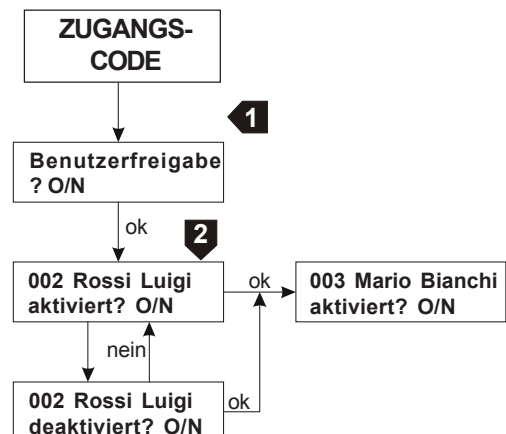 ZUGANGS-
CODE
1
Benutzerfreigabe
? O/N
ok
2
002 Rossi Luigi
aktiviert? O/N
ok
003 Mario Bianchi
aktiviert? O/N
nein
002 Rossi Luigi
deaktiviert? O/N
ok